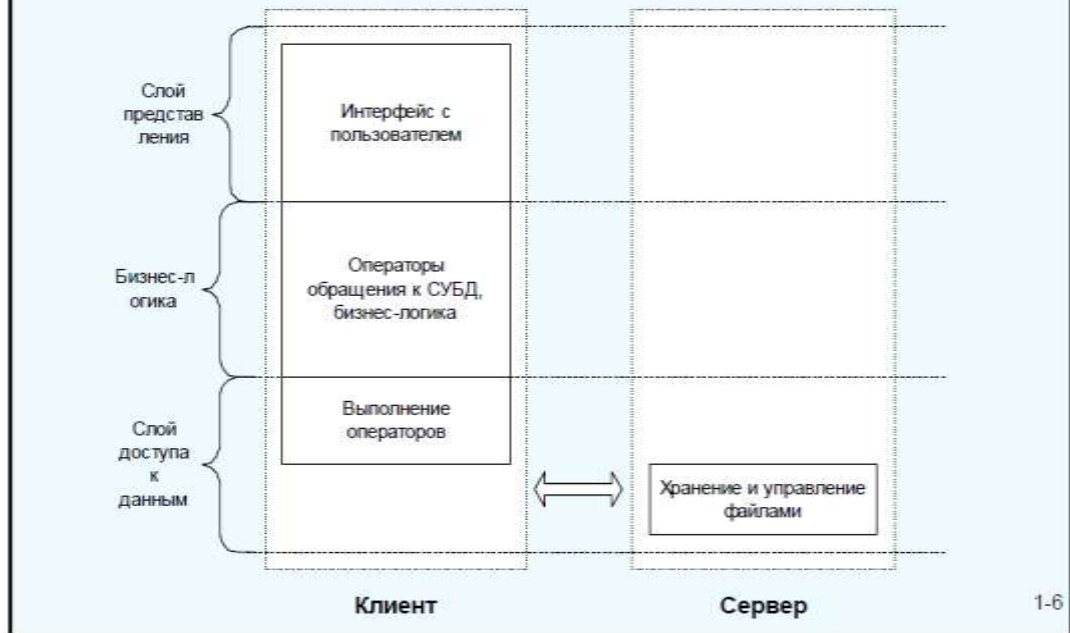 Слой
представ
ления
Интерфейс с
пользователем
Бизнес-л
огика
Операторы
обращения к СУБД,
бизнес-логика
Слой
доступа
к
данным
Выполнение
операторов
Хранение и управление
файлами
Клиент
Сервер
1-6